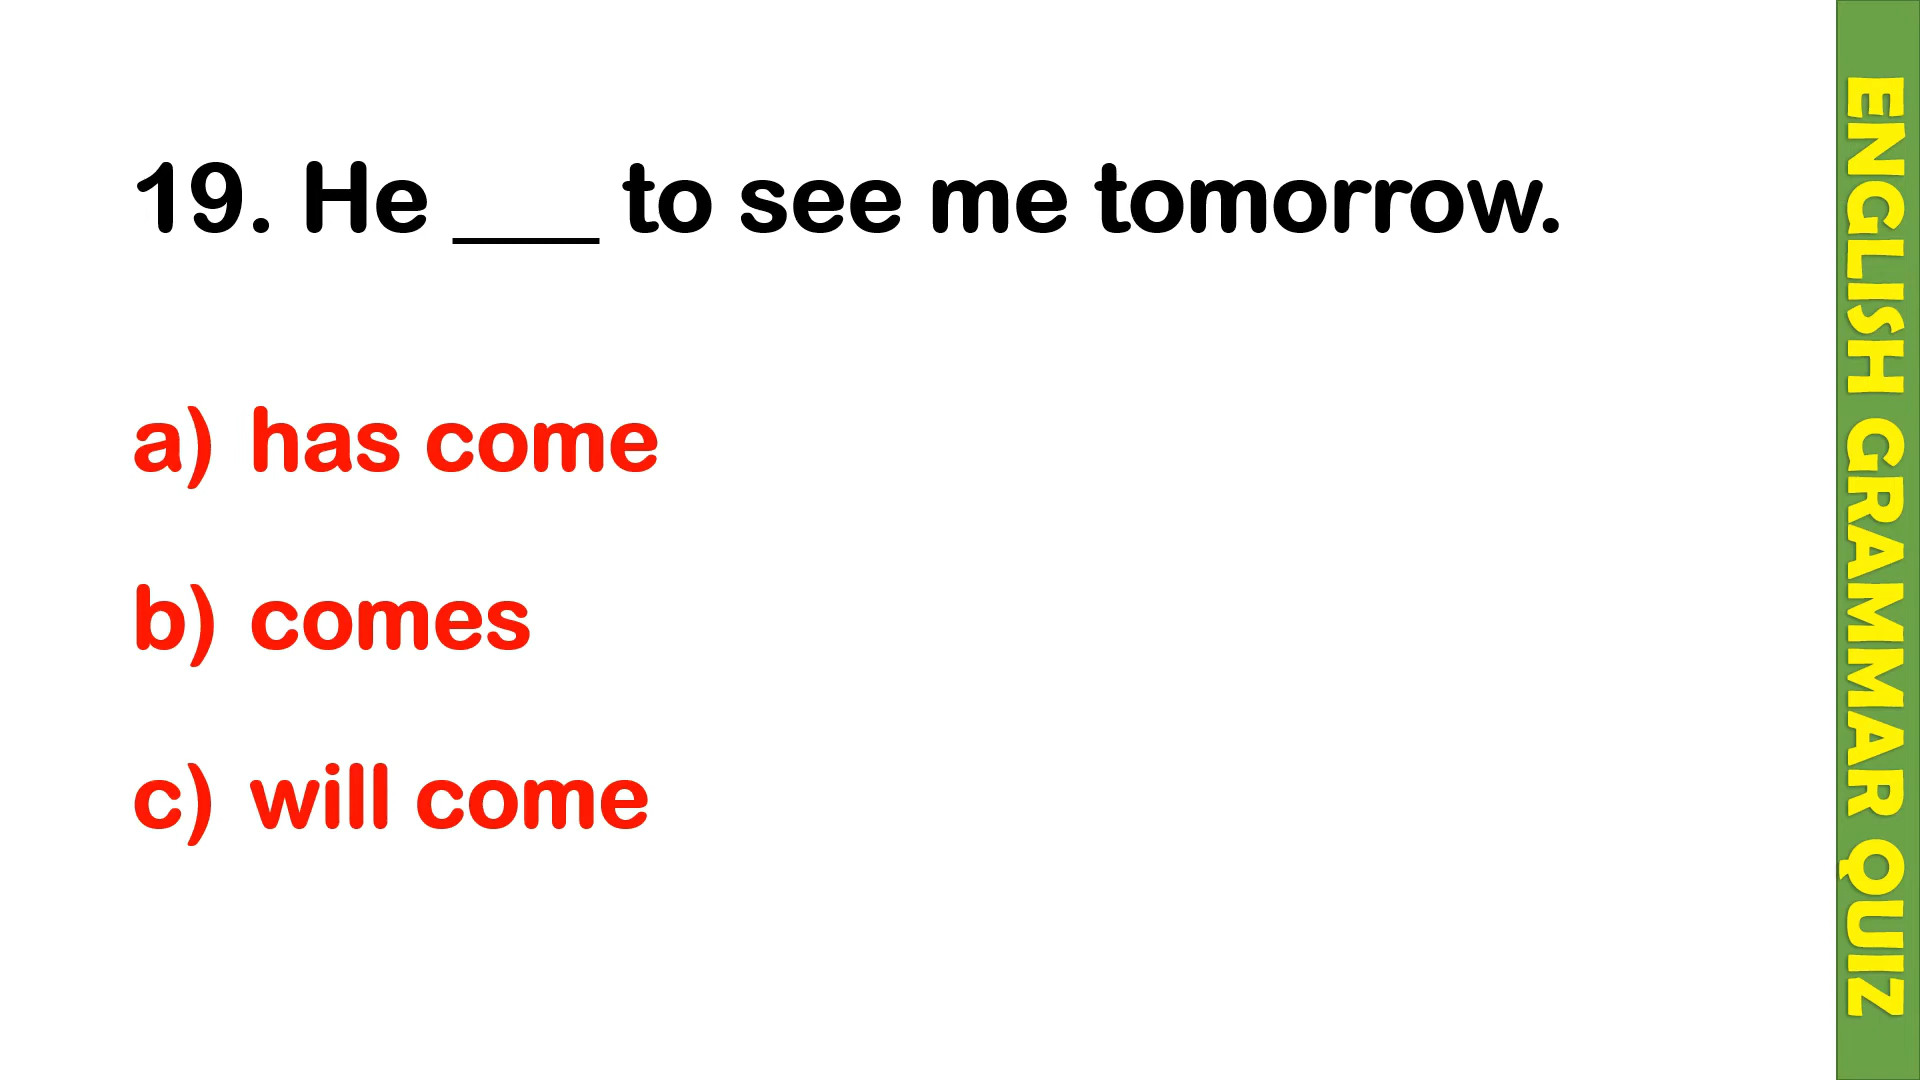 19. He ___ to see me tomorrow.
a) has come
b) comes
c) will come
ENGLISH GRAMMAR QUIZ